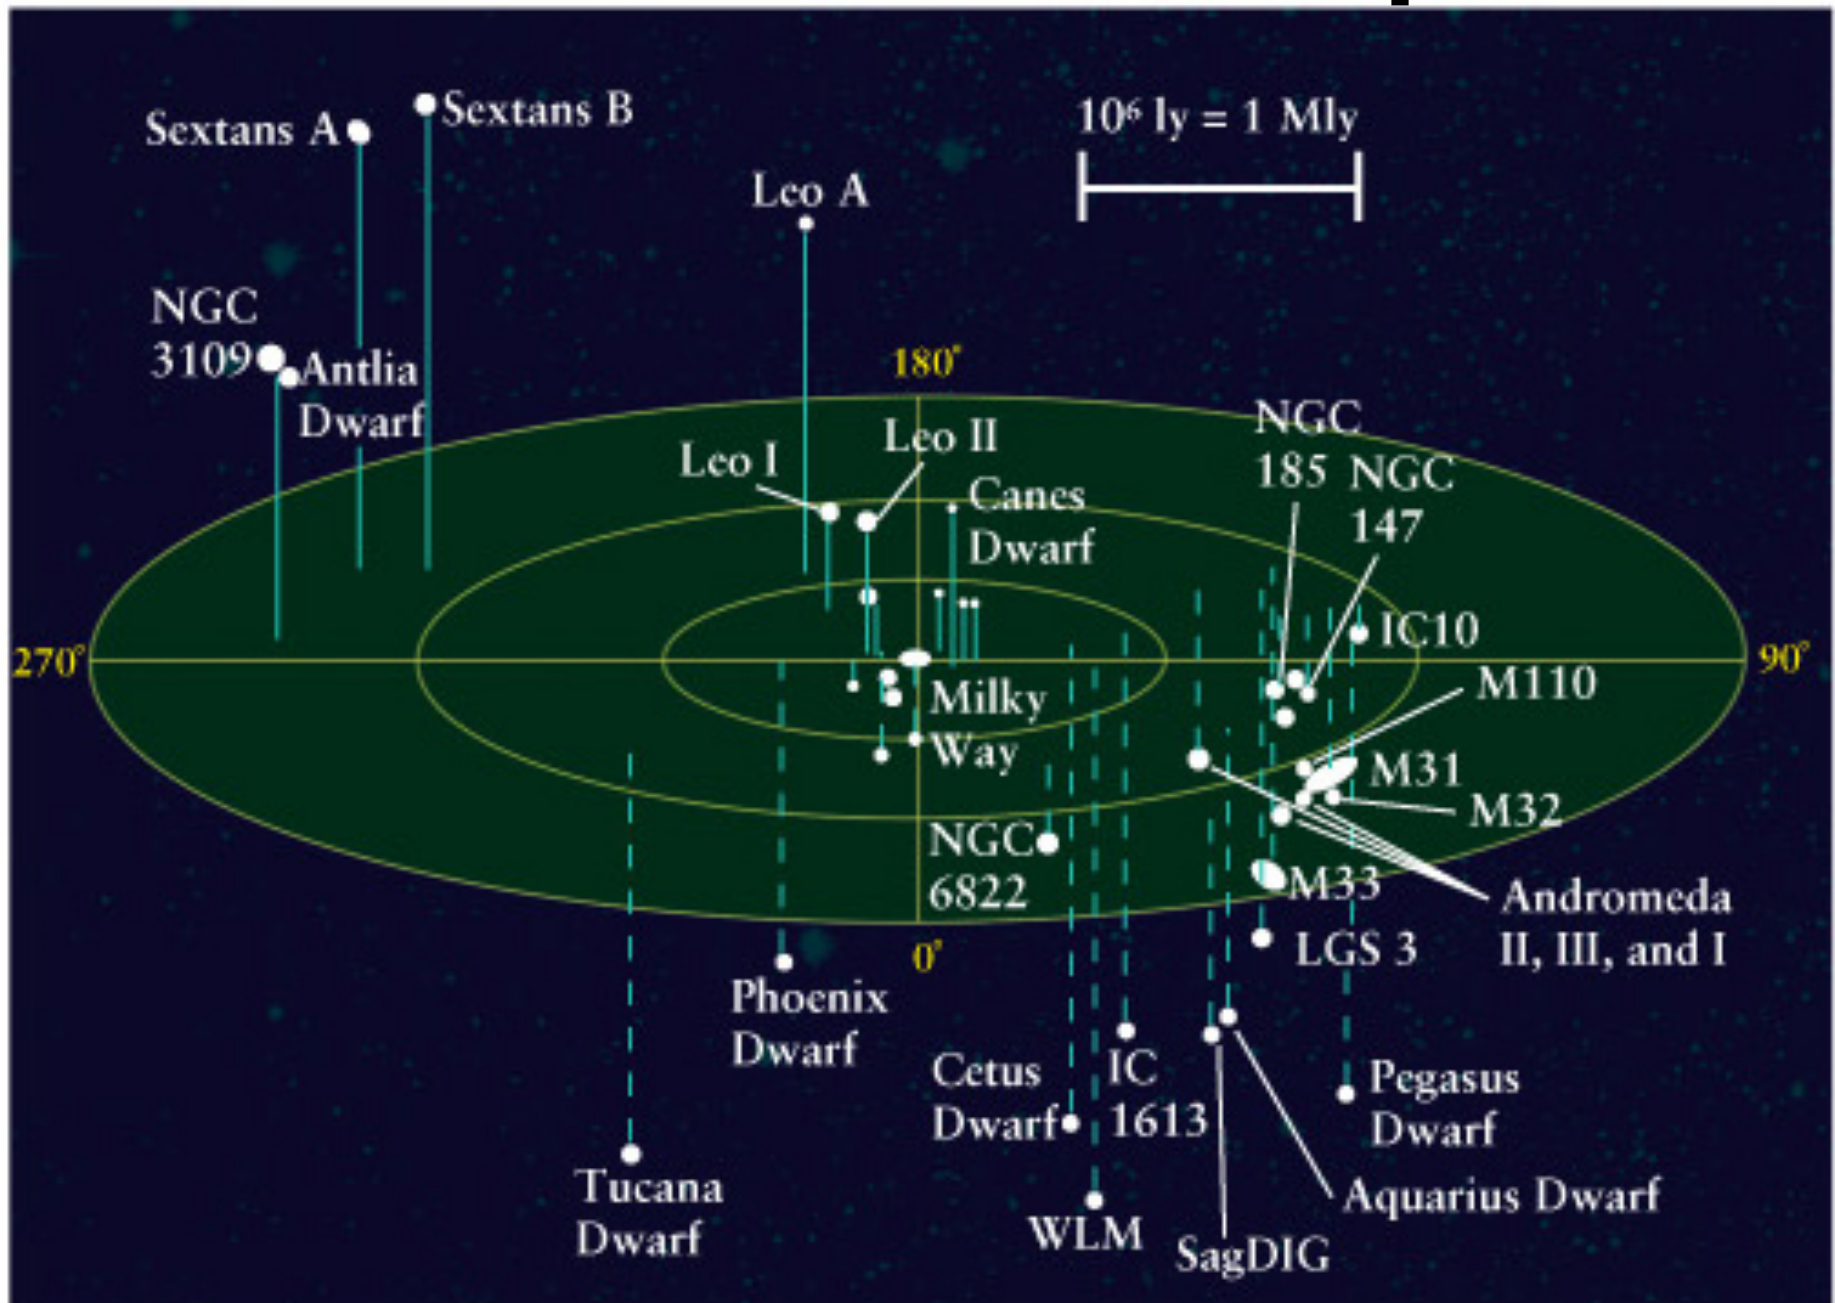 Sextans A
Sextans B
10⁶ ly = 1 Mly
Leo A
NGC
3109
Antlia
Dwarf
180°
Leo I
Leo II
Canes
Dwarf
NGC
185
NGC
147
270°
IC10
90°
M110
Milky
Way
M31
M32
NGC
6822
M33
Andromeda
II, III, and I
LGS 3
0°
Phoenix
Dwarf
Cetus
Dwarf
IC
1613
Pegasus
Dwarf
Tucana
Dwarf
Aquarius Dwarf
WLM
SagDIG